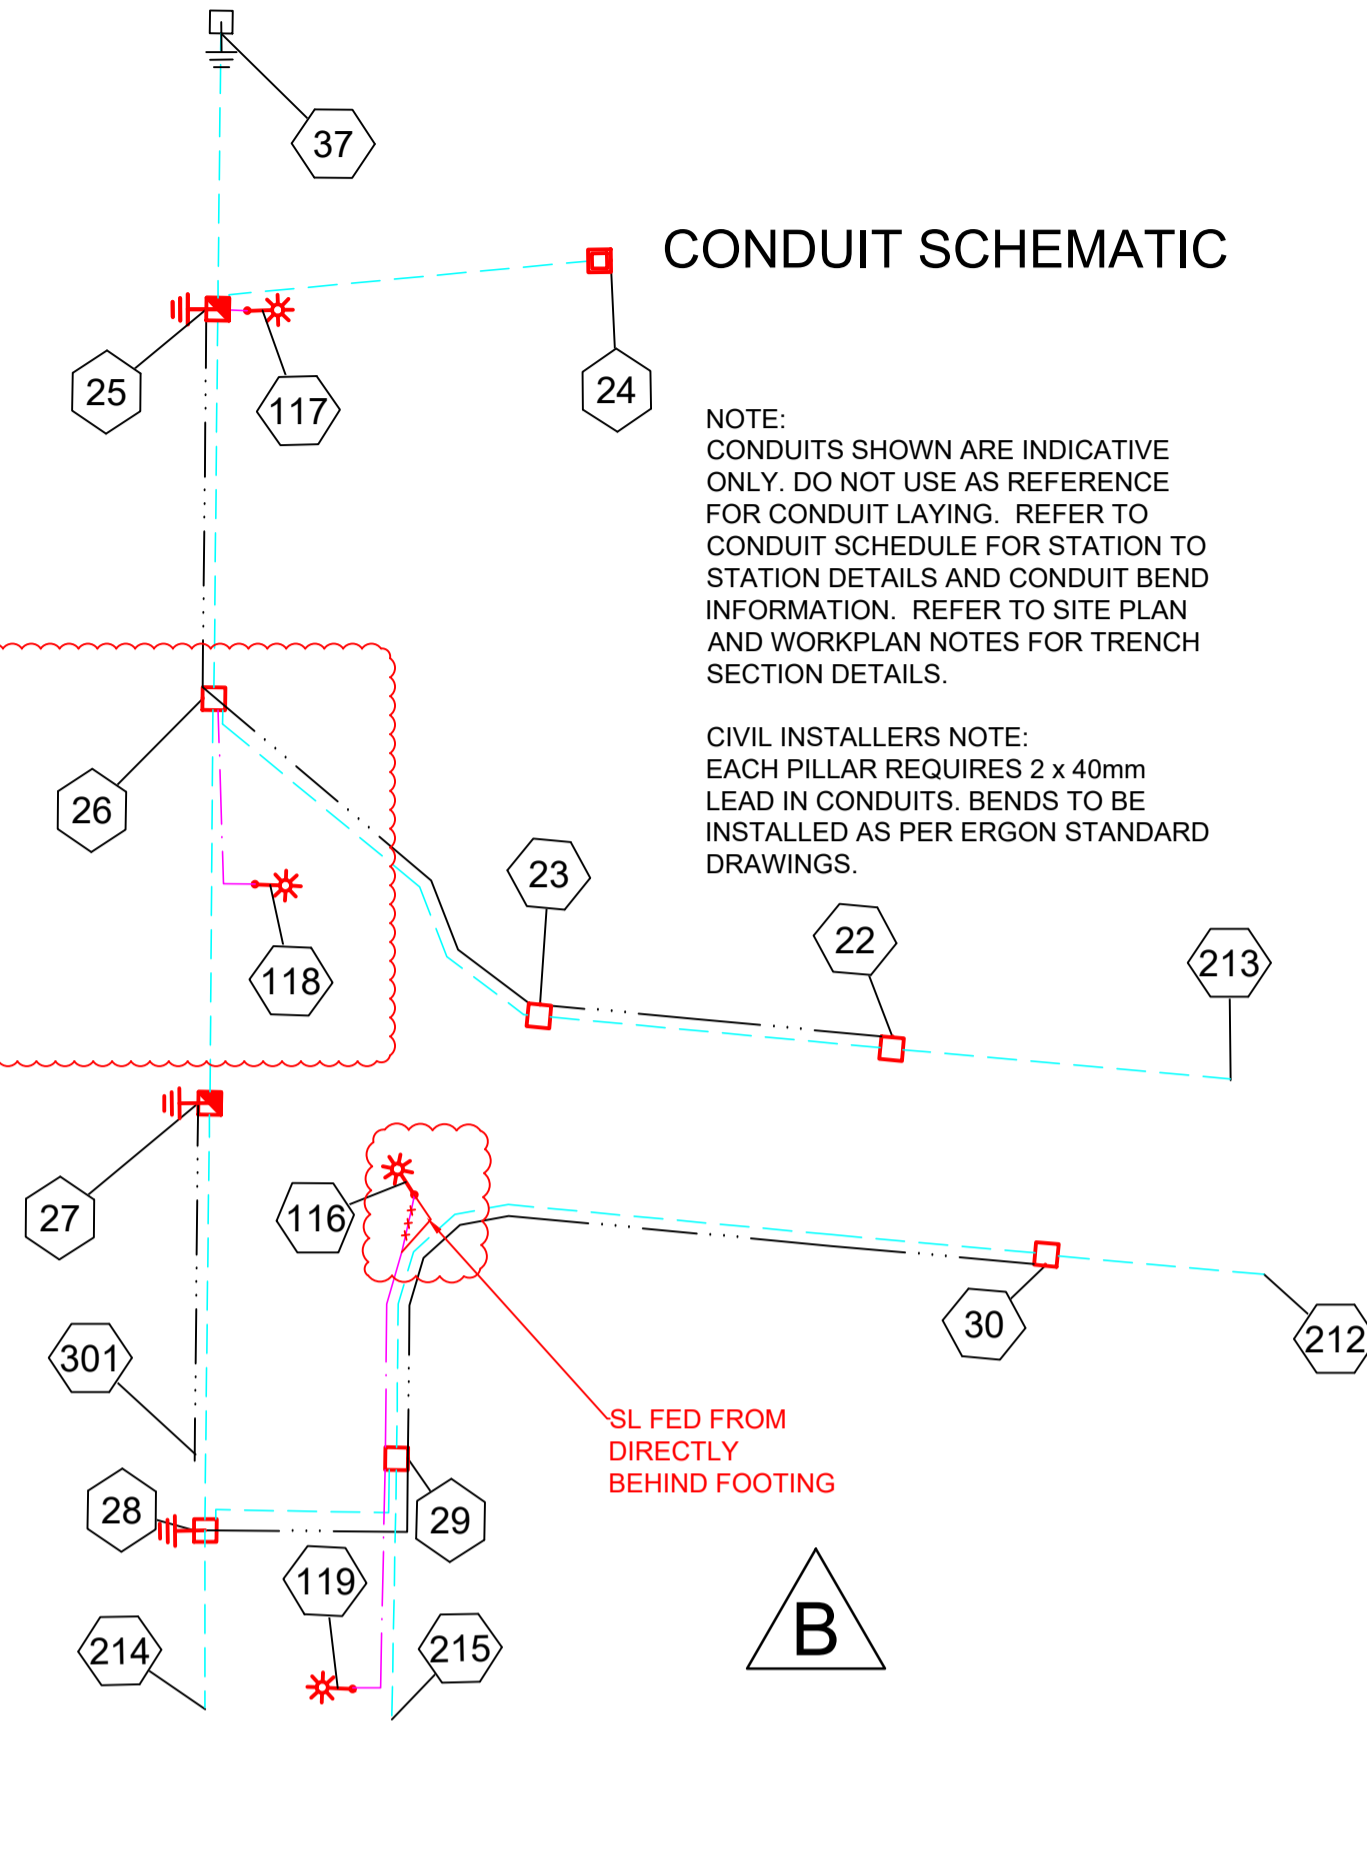 37
CONDUIT SCHEMATIC
25
117
24
NOTE:
CONDUITS SHOWN ARE INDICATIVE
ONLY. DO NOT USE AS REFERENCE
FOR CONDUIT LAYING. REFER TO
CONDUIT SCHEDULE FOR STATION TO
STATION DETAILS AND CONDUIT BEND
INFORMATION. REFER TO SITE PLAN
AND WORKPLAN NOTES FOR TRENCH
SECTION DETAILS.
CIVIL INSTALLERS NOTE:
EACH PILLAR REQUIRES 2 x 40mm
LEAD IN CONDUITS. BENDS TO BE
INSTALLED AS PER ERGON STANDARD
DRAWINGS.
26
23
22
213
118
27
116
30
212
301
SL FED FROM
DIRECTLY
BEHIND FOOTING
28
29
119
214
215
B